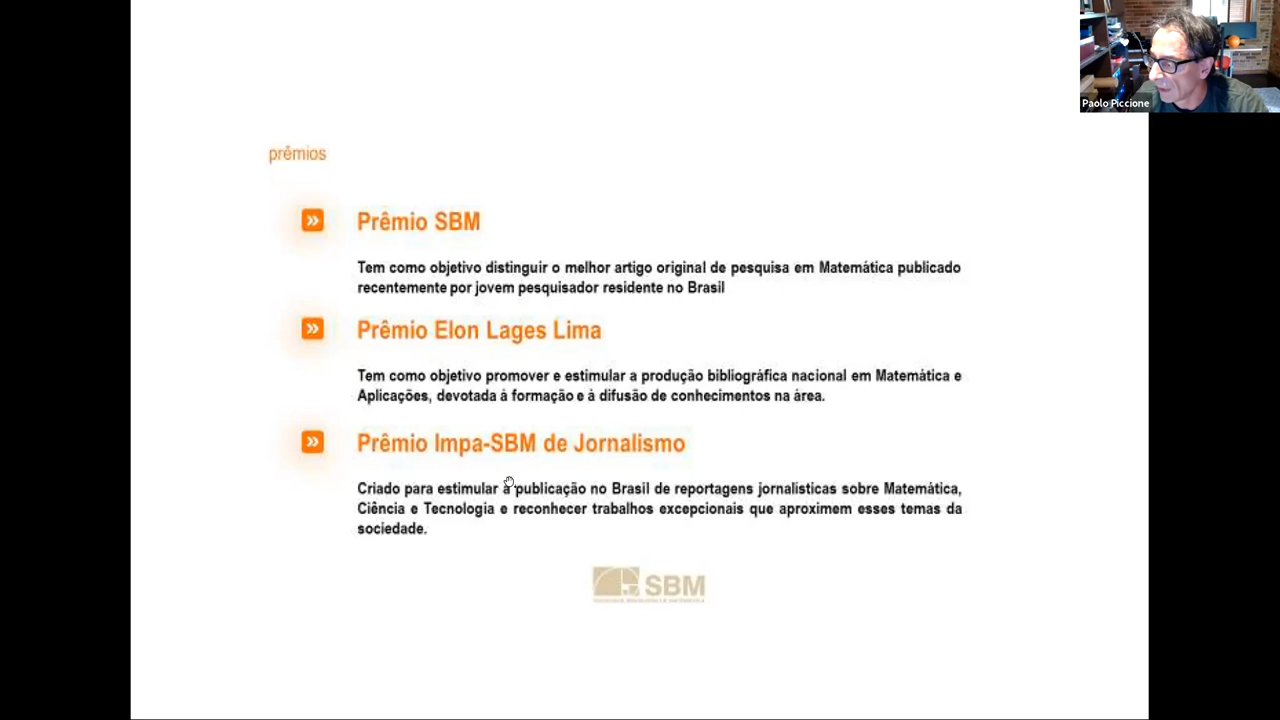 Paolo Piccione
prêmios
Prêmio SBM
Tem como objetivo distinguir o melhor artigo original de pesquisa em Matemática publicado
recentemente por jovem pesquisador residente no Brasil
Prêmio Elon Lages Lima
Tem como objetivo promover e estimular a produção bibliográfica nacional em Matemática e
Aplicações, devotada à formação e à difusão de conhecimentos na área.
Prêmio Impa-SBM de Jornalismo
Criado para estimular a publicação no Brasil de reportagens jornalísticas sobre Matemática,
Ciência e Tecnologia e reconhecer trabalhos excepcionais que aproximem esses temas da
sociedade.
SBM